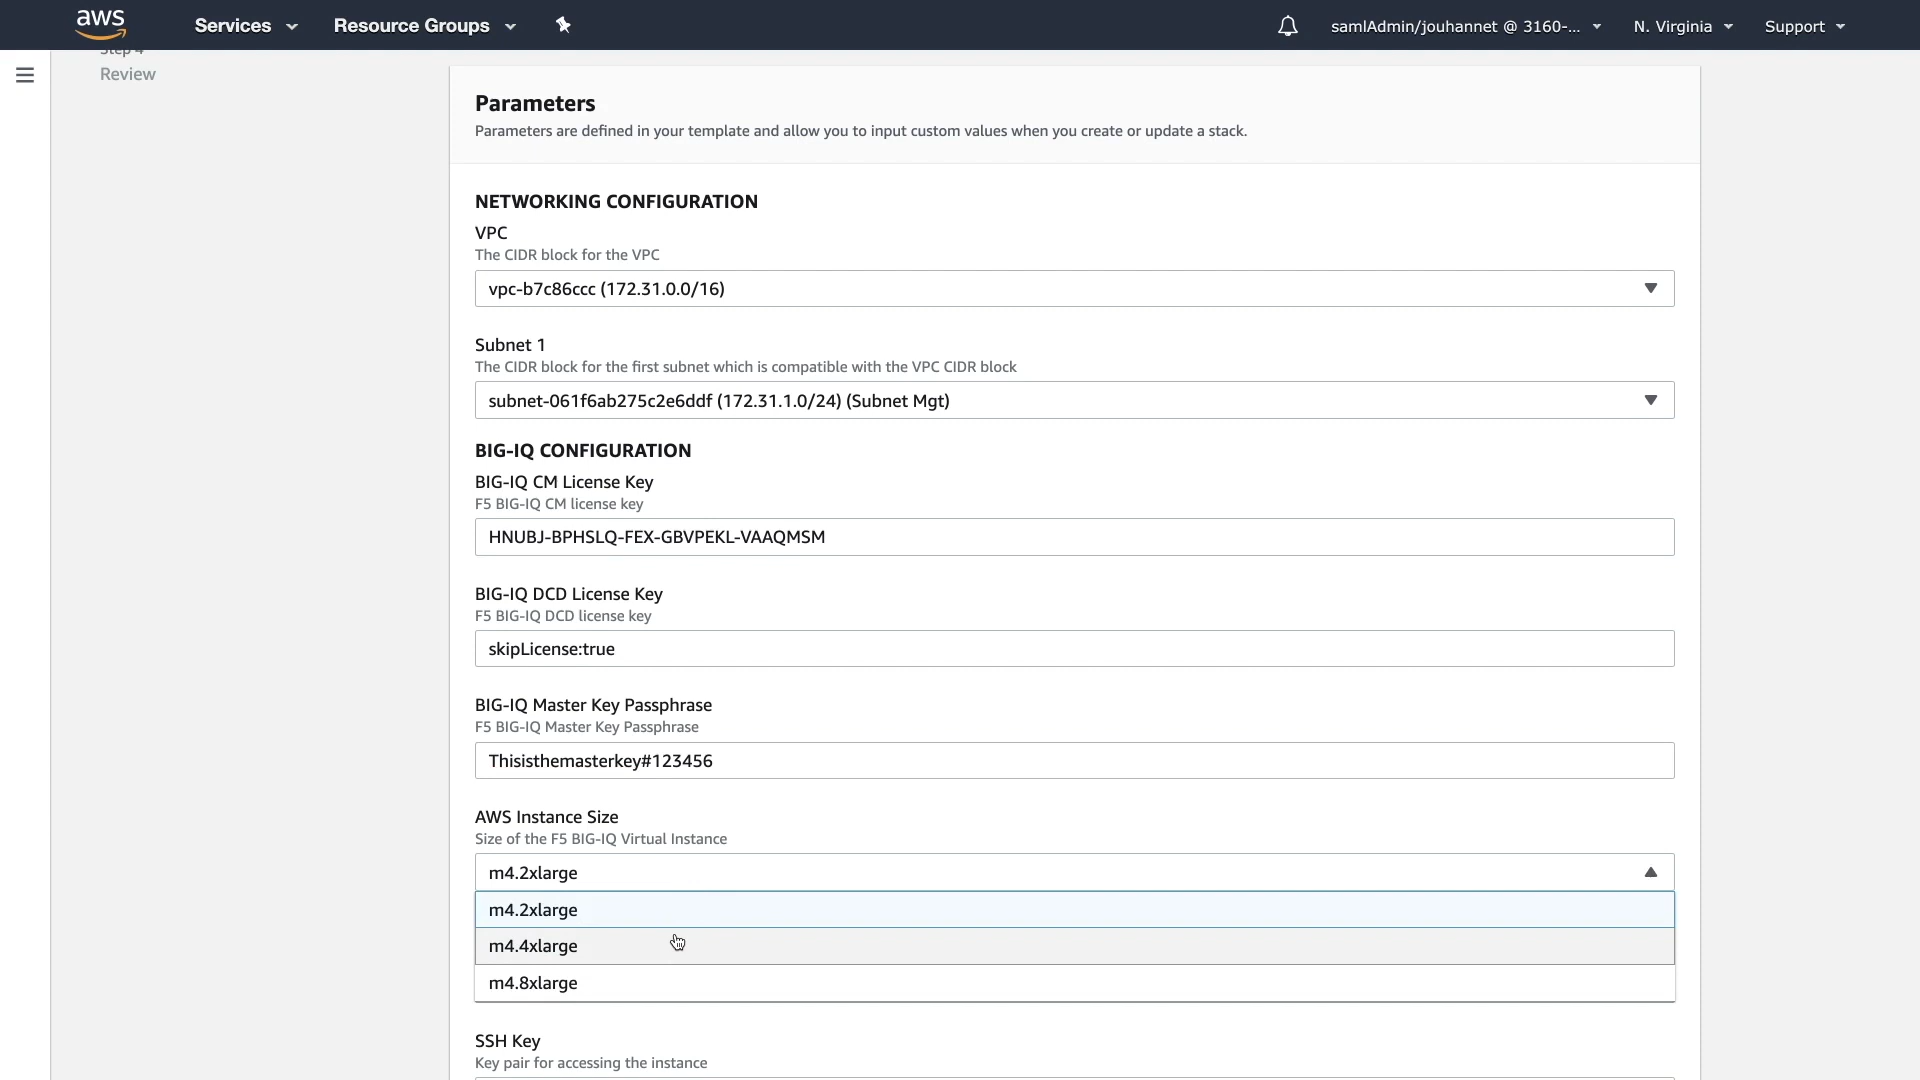 aws
Services
Resource Groups
samlAdmin/jouhannet @ 3160-...
N. Virginia
Support
Step 4
Review
Parameters
Parameters are defined in your template and allow you to input custom values when you create or update a stack.
NETWORKING CONFIGURATION
VPC
The CIDR block for the VPC
vpc-b7c86ccc (172.31.0.0/16)
Subnet 1
The CIDR block for the first subnet which is compatible with the VPC CIDR block
subnet-061f6ab275c2e6ddf (172.31.1.0/24) (Subnet Mgt)
BIG-IQ CONFIGURATION
BIG-IQ CM License Key
F5 BIG-IQ CM license key
HNUBJ-BPHSLQ-FEX-GBVPEKL-VAAQMSM
BIG-IQ DCD License Key
F5 BIG-IQ DCD license key
skipLicense:true
BIG-IQ Master Key Passphrase
F5 BIG-IQ Master Key Passphrase
Thisisthemasterkey#123456
AWS Instance Size
Size of the F5 BIG-IQ Virtual Instance
m4.2xlarge
m4.2xlarge
m4.4xlarge
m4.8xlarge
SSH Key
Key pair for accessing the instance